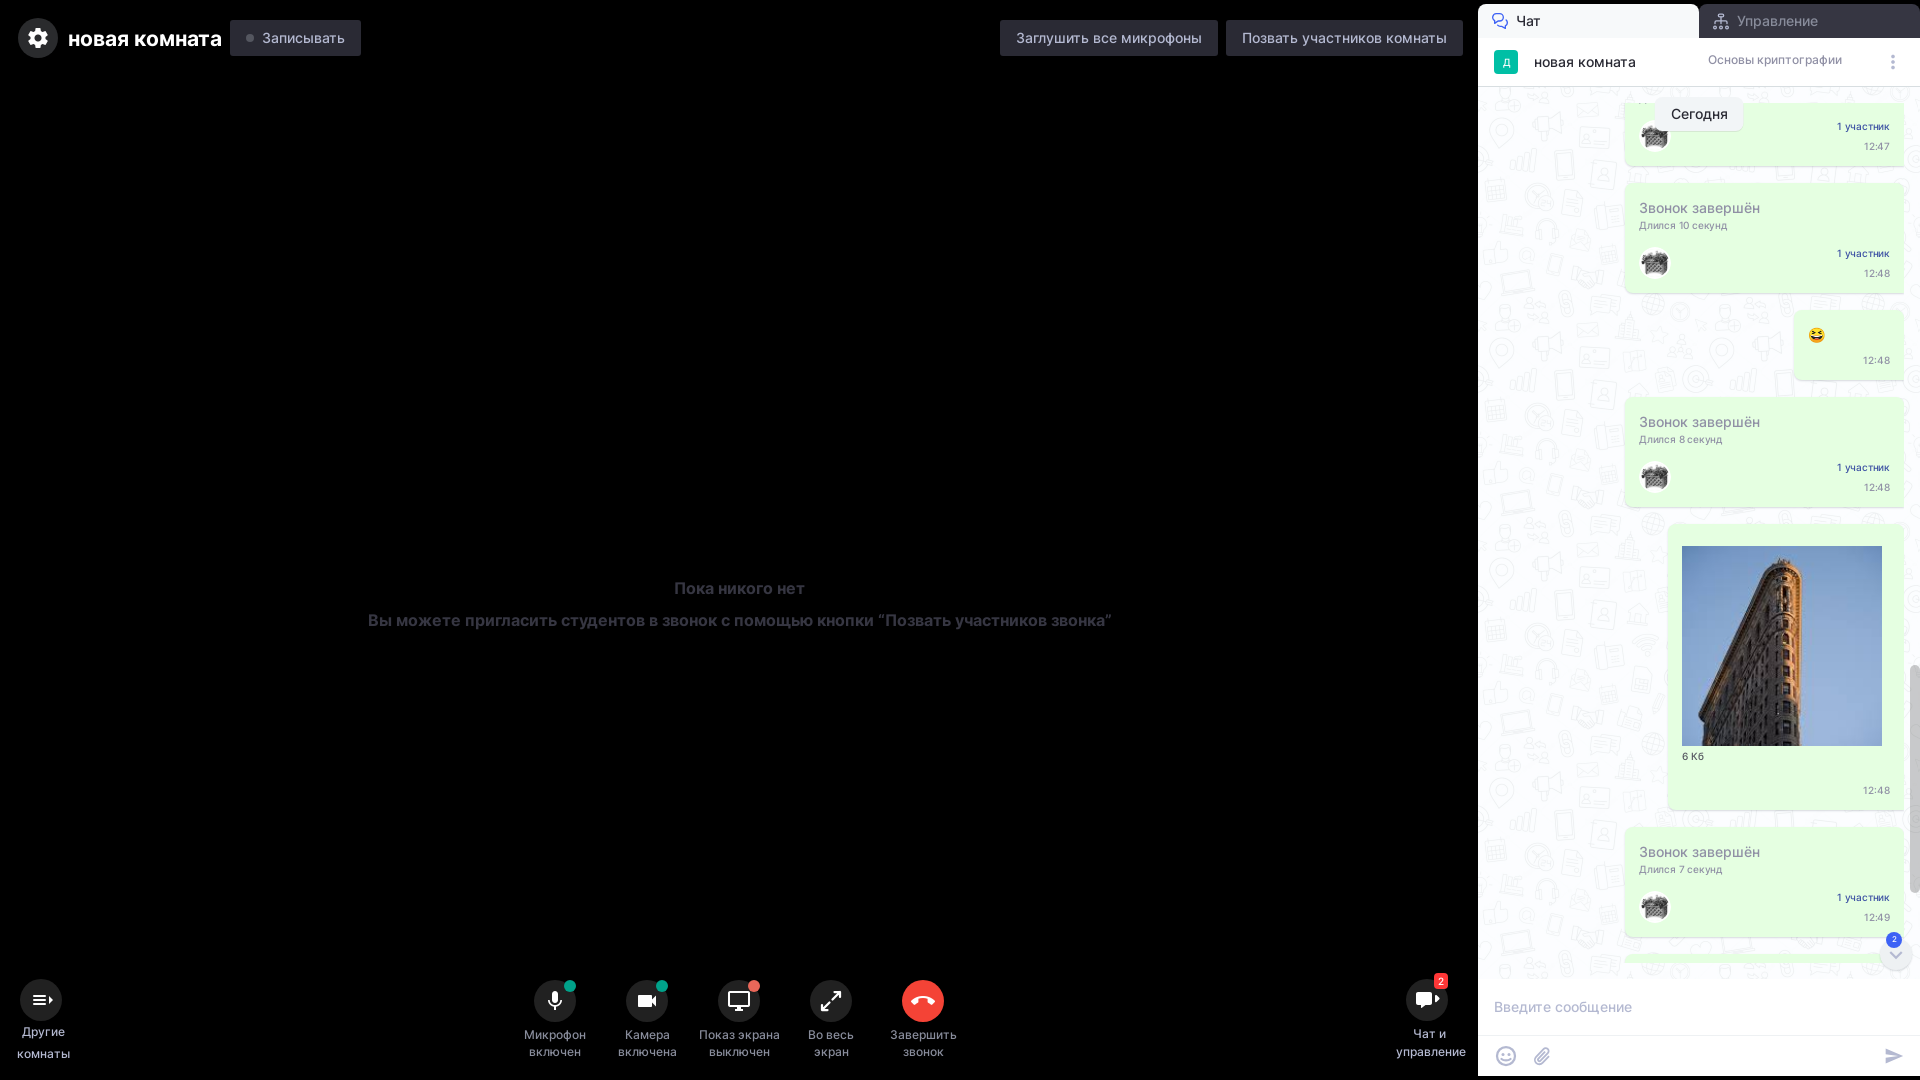 новая комната
Записывать
Заглушить все микрофоны
Позвать участников комнаты
Пока никого нет
Вы можете пригласить студентов в звонок с помощью кнопки “Позвать участников звонка”
Другие
комнаты
Микрофон
включен
Камера
включена
Показ экрана
выключен
Во весь
экран
Завершить
звонок
2
Чат и
управление
Чат
Управление
Д
новая комната
Основы криптографии
Сегодня
1 участник
12:47
Звонок завершён
Длился 10 секунд
1 участник
12:48
12:48
Звонок завершён
Длился 8 секунд
1 участник
12:48
6 Кб
12:48
Звонок завершён
Длился 7 секунд
1 участник
12:49
2
Введите сообщение